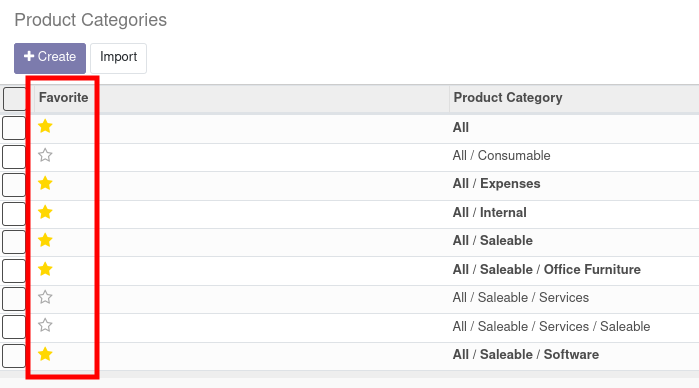 Product Categories
Create Import
Favorite Product Category
All
All / Consumable
All / Expenses
All / Internal
All / Saleable
All / Saleable / Office Furniture
All / Saleable / Services
All / Saleable / Services / Saleable
All / Saleable / Software